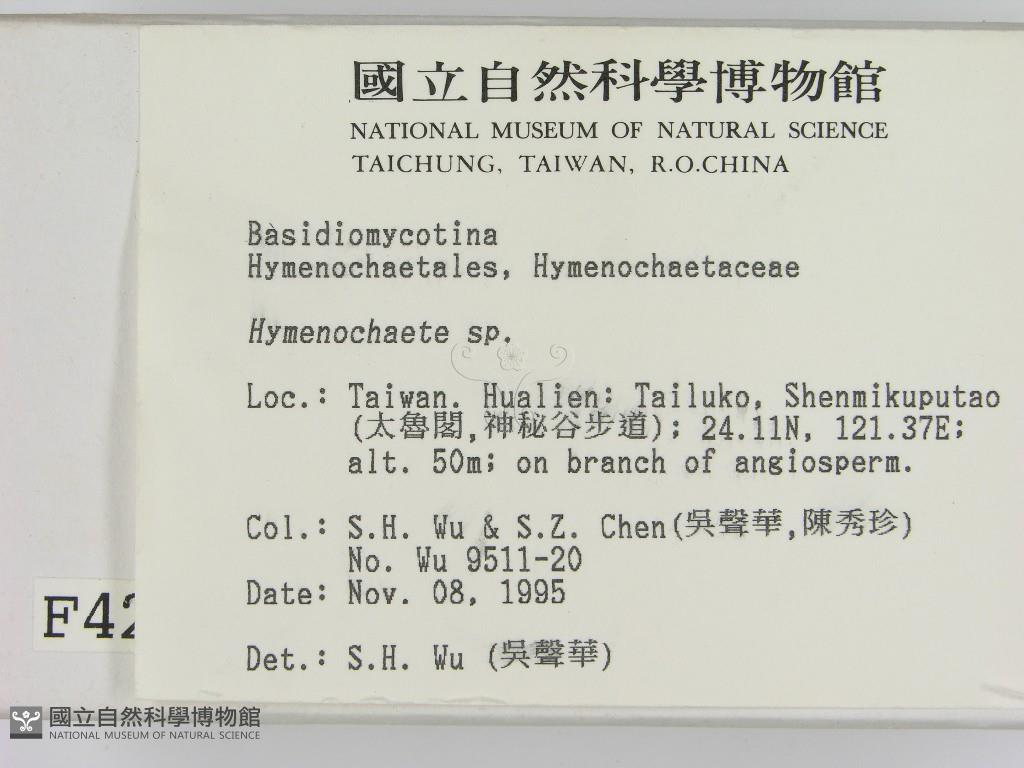 國立自然科學博物館
NATIONAL MUSEUM OF NATURAL SCIENCE
TAICHUNG, TAIWAN, R.O.CHINA
Basidiomycotina
Hymenochaetales, Hymenochaetaceae
Hymenochaete sp.
Loc.: Taiwan. Hualien: Tailuko, Shenmikuputao
(太魯閣,神秘谷步道); 24.11N, 121.37E;
alt. 50m; on branch of angiosperm.
Col.: S.H. Wu & S.Z. Chen(吳聲華,陳秀珍)
No. Wu 9511-20
Date: Nov. 08, 1995
Det.: S.H. Wu (吳聲華)
F42
國立自然科學博物館
NATIONAL MUSEUM OF NATURAL SCIENCE